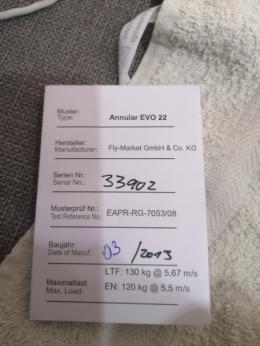 Muster:
Type: Annular EVO 22
Hersteller:
Manufacturer: Fly-Market GmbH & Co. KG
Serien Nr.:
Serial No.: 33902
Musterprüf Nr.:
Test Reference No.: EAPR-RG-7053/08
Baujahr:
Date of Manuf.: 03 /2013
LTF: 130 kg @ 5,67 m/s
Maximallast:
Max. Load: EN: 120 kg @ 5,5 m/s